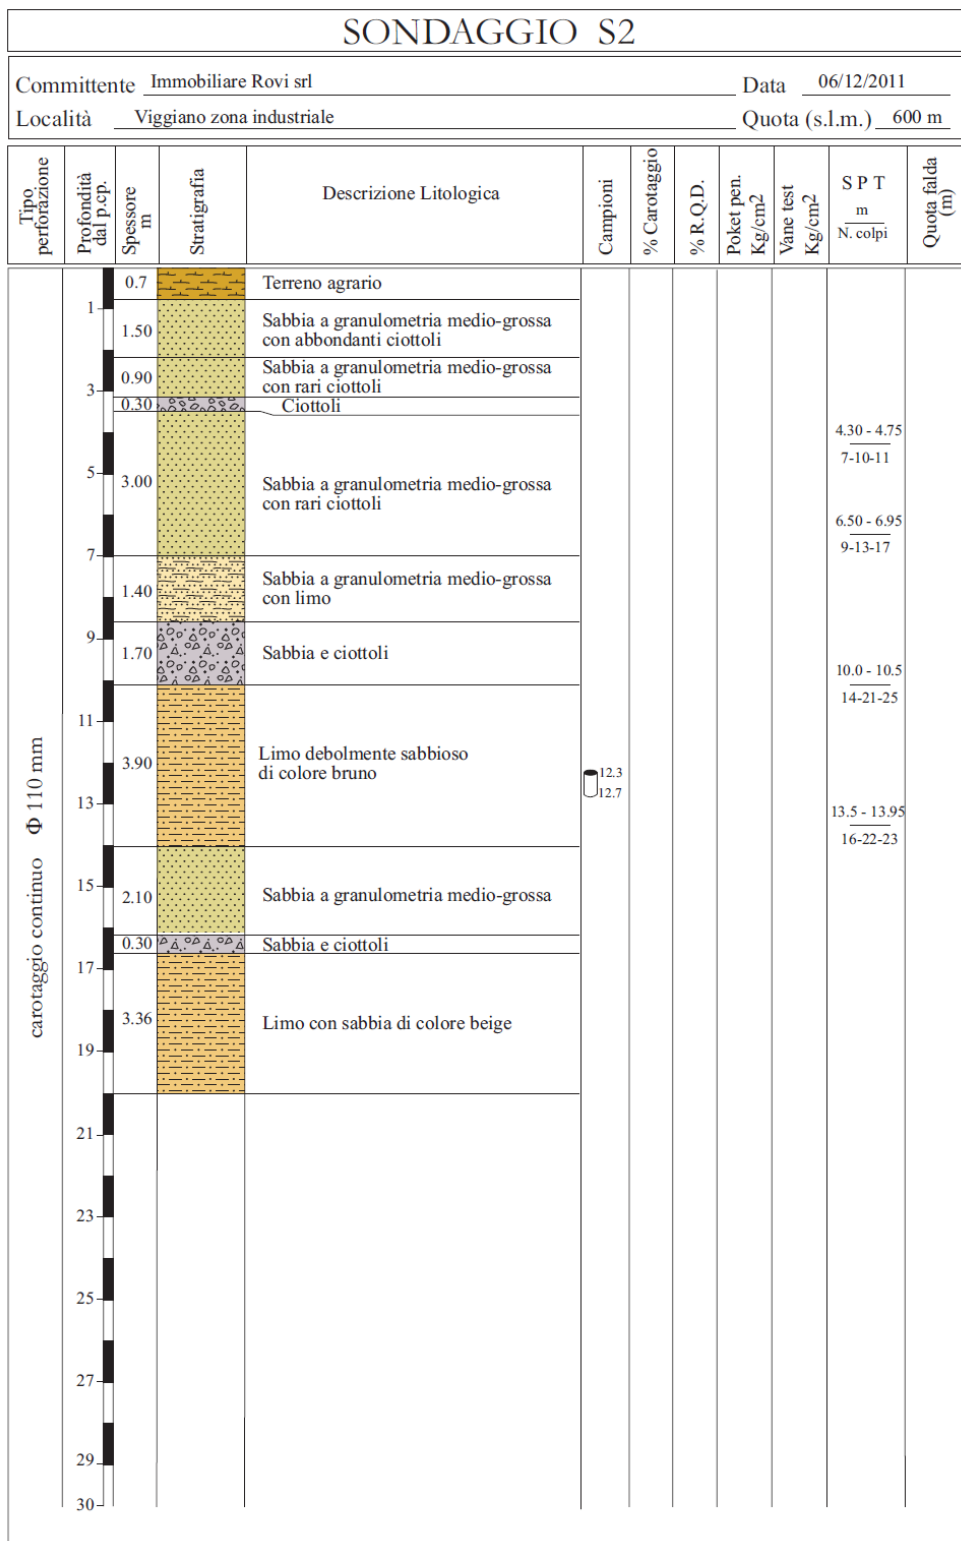 SONDAGGIO S2
Committente Immobiliare Rovi srl Data 06/12/2011
Località Viggiano zona industriale Quota (s.l.m.) 600 m
Tipo
perforazione
Profondità
dal p.cp.
Spessore
m
Stratigrafia
Descrizione Litologica
Campioni
% Carotaggio
% R.Q.D.
Poket pen.
Kg/cm2
Vane test
Kg/cm2
S P T
m
N. colpi
Quota falda
(m)
0.7 Terreno agrario
1
1.50 Sabbia a granulometria medio-grossa
con abbondanti ciottoli
0.90 Sabbia a granulometria medio-grossa
con rari ciottoli
3
0.30 Ciottoli
4.30 - 4.75
7-10-11
5
3.00 Sabbia a granulometria medio-grossa
con rari ciottoli
6.50 - 6.95
9-13-17
7
1.40 Sabbia a granulometria medio-grossa
con limo
9
1.70 Sabbia e ciottoli
10.0 - 10.5
14-21-25
11
3.90 Limo debolmente sabbioso
di colore bruno
12.3
12.7
13
13.5 - 13.95
16-22-23
15
2.10 Sabbia a granulometria medio-grossa
0.30 Sabbia e ciottoli
17
3.36 Limo con sabbia di colore beige
19
21
23
25
27
29
30
carotaggio continuo Φ 110 mm